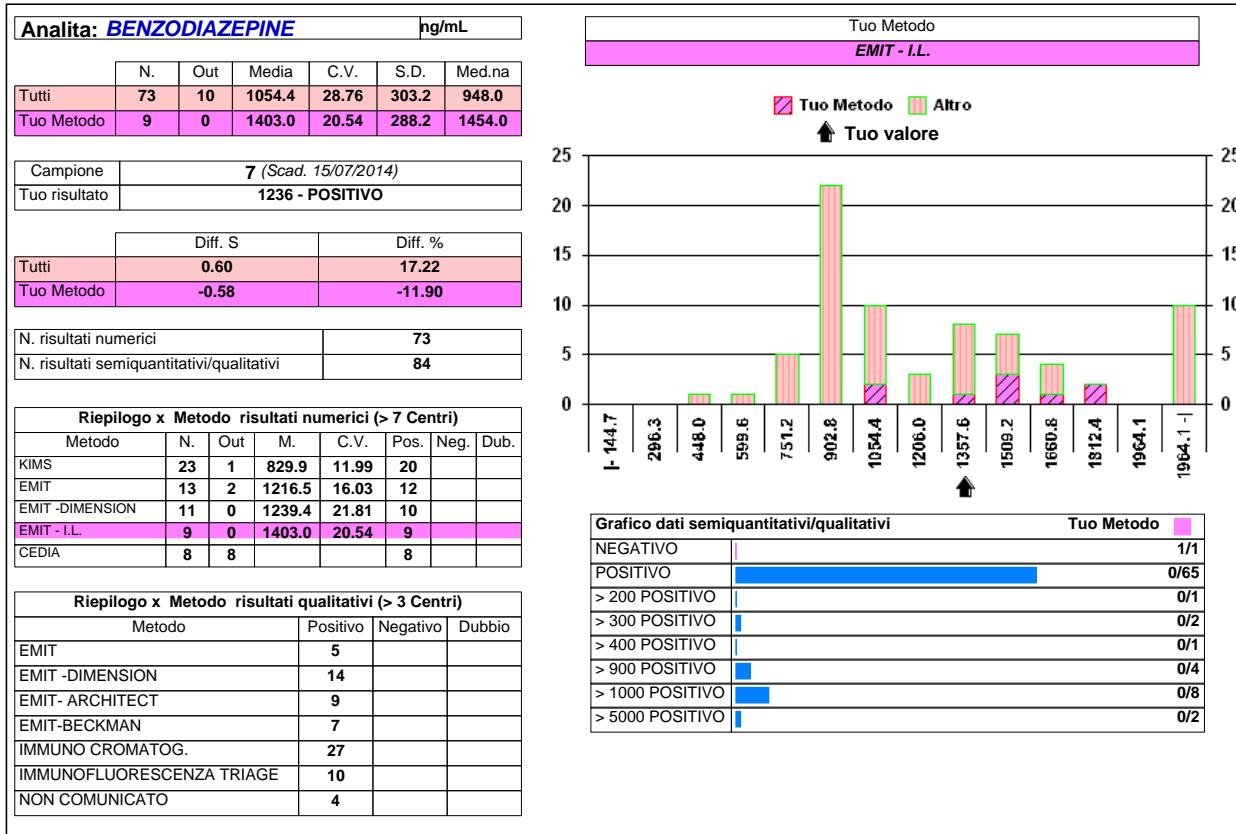 Analita: BENZODIAZEPINE ng/mL
N. Out Media C.V. S.D. Med.na
Tutti 73 10 1054.4 28.76 303.2 948.0
Tuo Metodo 9 0 1403.0 20.54 288.2 1454.0
Campione 7 (Scad. 15/07/2014)
Tuo risultato 1236 - POSITIVO
Diff. S Diff. %
Tutti 0.60 17.22
Tuo Metodo -0.58 -11.90
N. risultati numerici 73
N. risultati semiquantitativi/qualitativi 84
Riepilogo x Metodo risultati numerici (> 7 Centri)
Metodo N. Out M. C.V. Pos. Neg. Dub.
KIMS 23 1 829.9 11.99 20
EMIT 13 2 1216.5 16.03 12
EMIT -DIMENSION 11 0 1239.4 21.81 10
EMIT - I.L. 9 0 1403.0 20.54 9
CEDIA 8 8 8
Riepilogo x Metodo risultati qualitativi (> 3 Centri)
Metodo Positivo Negativo Dubbio
EMIT 5
EMIT -DIMENSION 14
EMIT- ARCHITECT 9
EMIT-BECKMAN 7
IMMUNO CROMATOG. 27
IMMUNOFLUORESCENZA TRIAGE 10
NON COMUNICATO 4
Tuo Metodo
EMIT - I.L.
Tuo Metodo Altro
Tuo valore
25 25
20 20
15 15
10 10
5 5
0 0
|- 144.7
296.3
448.0
599.6
751.2
902.8
1054.4
1206.0
1357.6
1509.2
1660.8
1812.4
1964.1
1964.1 -|
Grafico dati semiquantitativi/qualitativi Tuo Metodo
NEGATIVO 1/1
POSITIVO 0/65
> 200 POSITIVO 0/1
> 300 POSITIVO 0/2
> 400 POSITIVO 0/1
> 900 POSITIVO 0/4
> 1000 POSITIVO 0/8
> 5000 POSITIVO 0/2